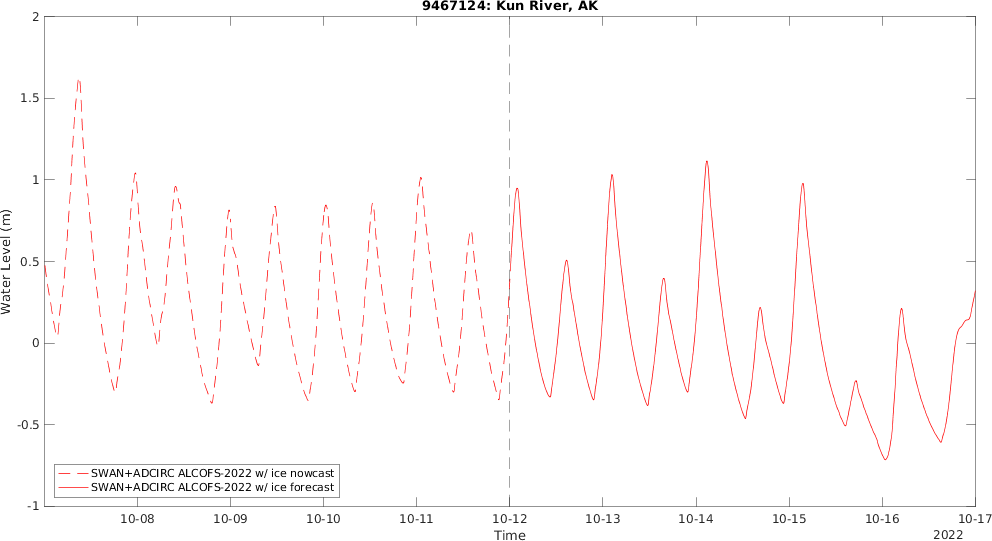 9467124: Kun River, AK
Water Level (m)
2
1.5
1
0.5
0
-0.5
-1
SWAN+ADCIRC ALCOFS-2022 w/ ice nowcast
SWAN+ADCIRC ALCOFS-2022 w/ ice forecast
10-08 10-09 10-10 10-11 10-12 10-13 10-14 10-15 10-16 10-17
Time
2022